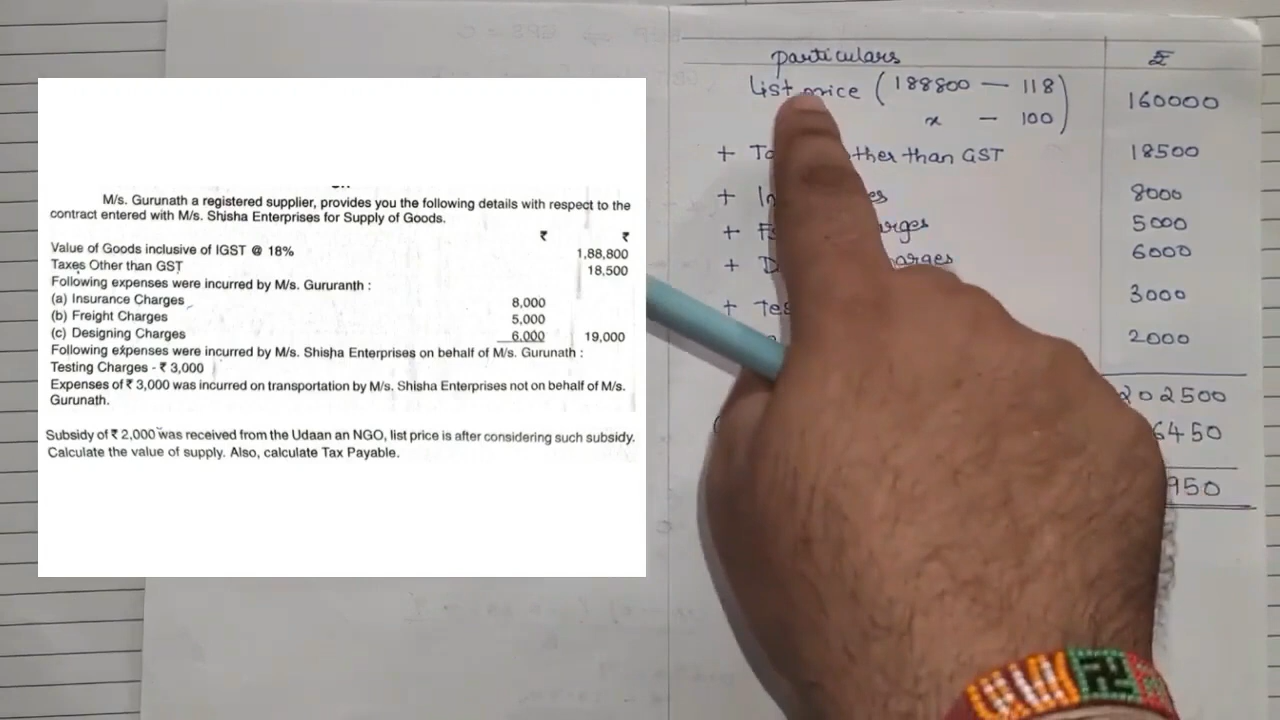 M/s. Gurunath a registered supplier, provides you the following details with respect to the
contract entered with M/s. Shisha Enterprises for Supply of Goods.
₹ ₹
Value of Goods inclusive of IGST @ 18% 1,88,800
Taxes Other than GST 18,500
Following expenses were incurred by M/s. Gururanth :
(a) Insurance Charges 8,000
(b) Freight Charges 5,000
(c) Designing Charges 6,000 19,000
Following expenses were incurred by M/s. Shisha Enterprises on behalf of M/s. Gurunath :
Testing Charges - ₹ 3,000
Expenses of ₹ 3,000 was incurred on transportation by M/s. Shisha Enterprises not on behalf of M/s.
Gurunath.
Subsidy of ₹ 2,000 was received from the Udaan an NGO, list price is after considering such subsidy.
Calculate the value of supply. Also, calculate Tax Payable.
particulars ₹
List price (188800 — 118) 160000
x – 100
+ other than GST 18500
+ 8000
+ 5000
+ 6000
+ 3000
2000
202500
6450
950